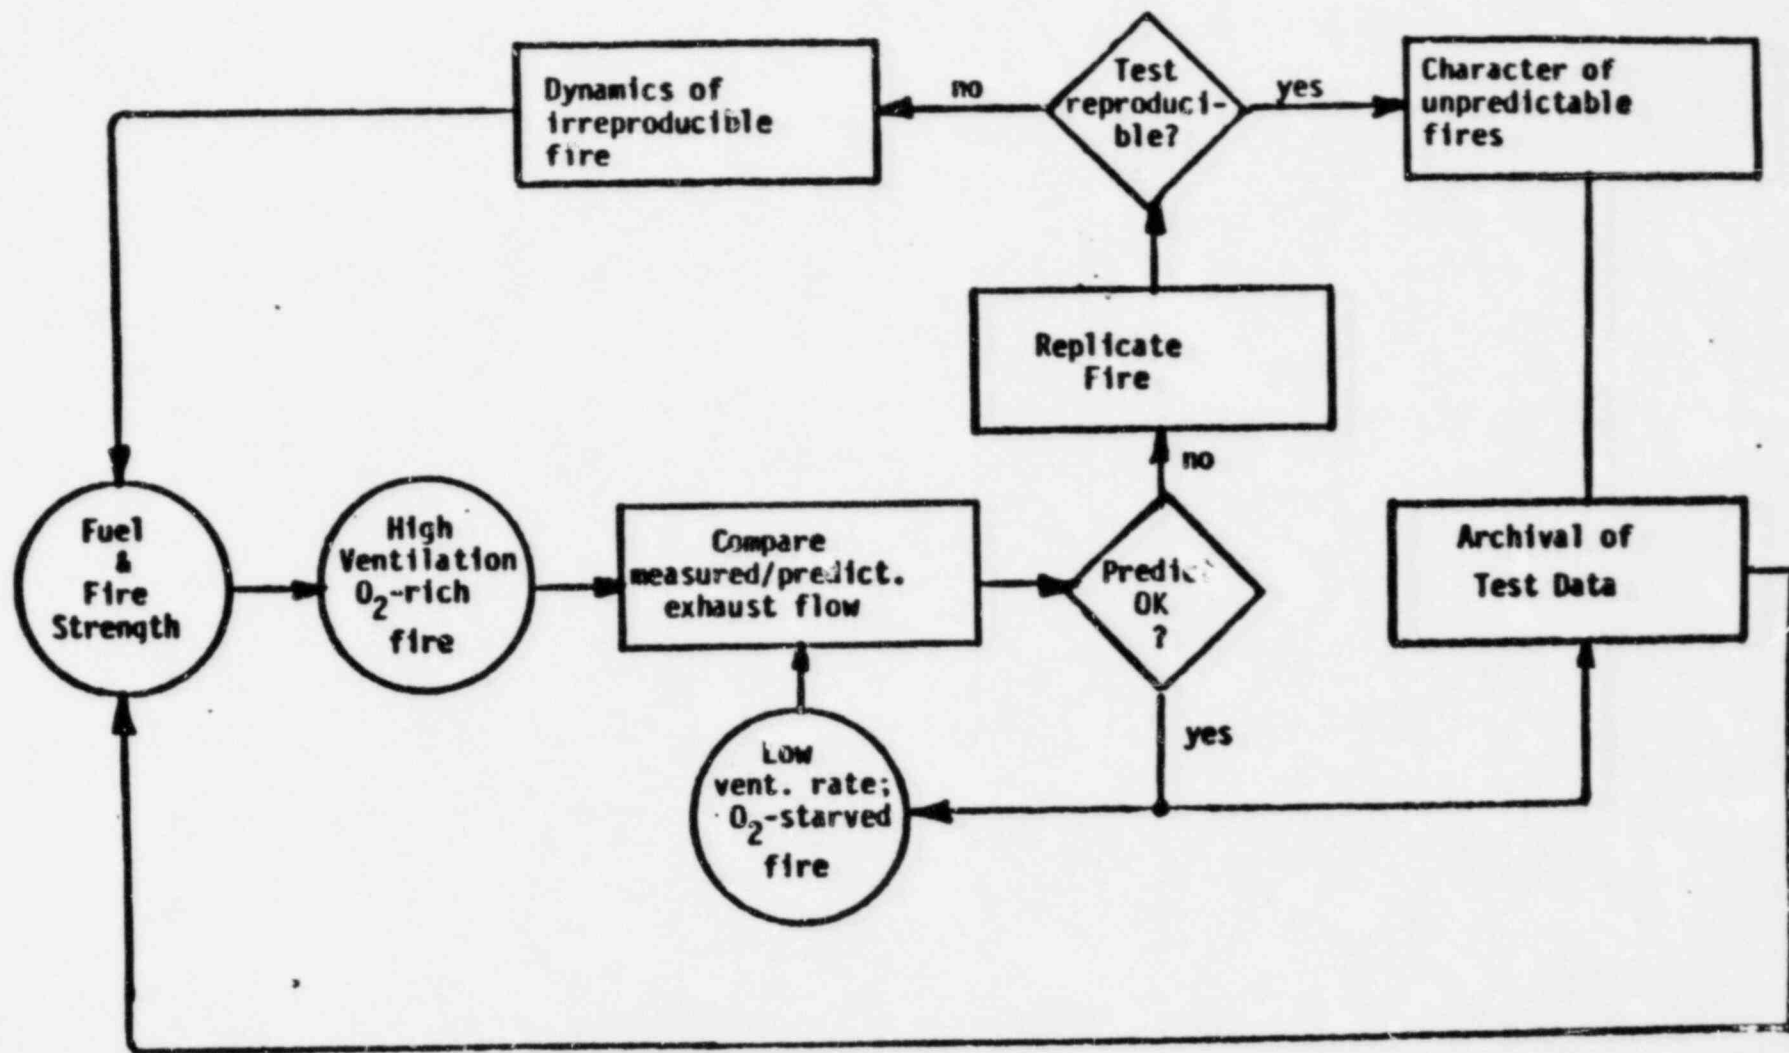 Dynamics of
irreproducible
fire
no
Test
reproduci-
ble?
yes
Character of
unpredictable
fires
Replicate
Fire
no
Fuel
&
Fire
Strength
High
Ventilation
O₂-rich
fire
Compare
measured/predict.
exhaust flow
Predict
OK
?
Archival of
Test Data
yes
Low
vent. rate;
O₂-starved
fire